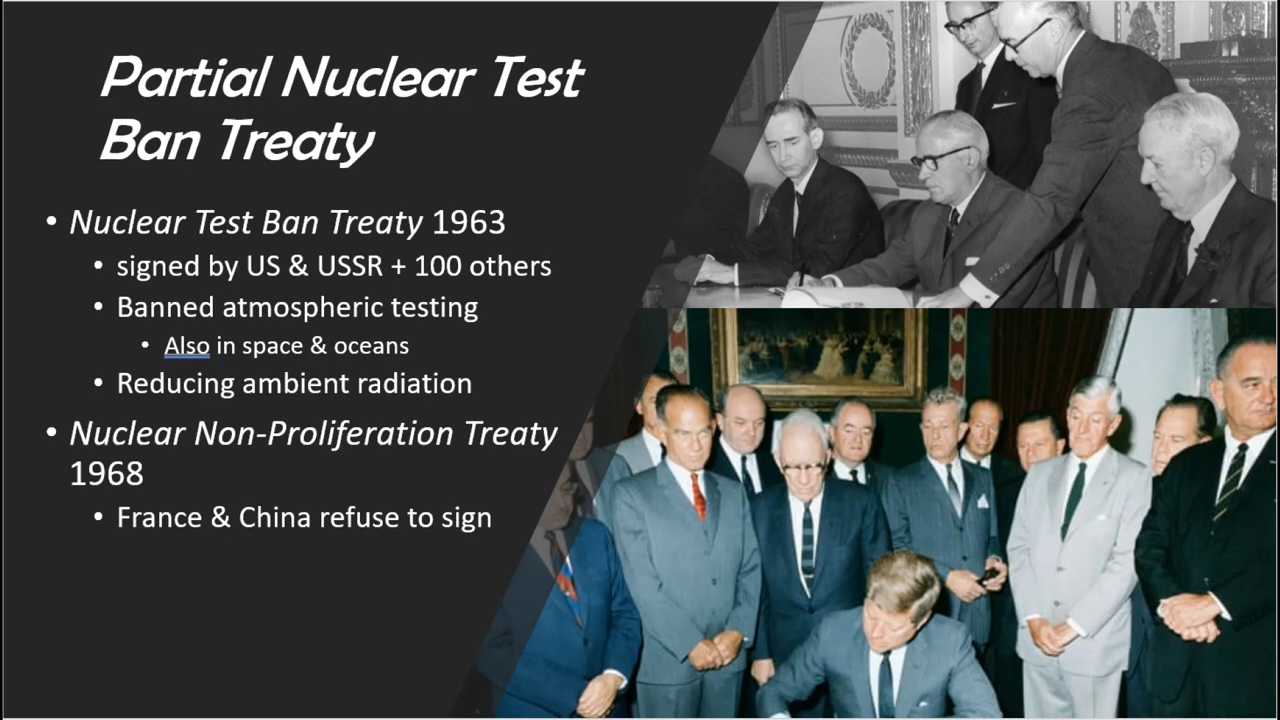 Partial Nuclear Test
Ban Treaty
• Nuclear Test Ban Treaty 1963
• signed by US & USSR + 100 others
• Banned atmospheric testing
• Also in space & oceans
• Reducing ambient radiation
• Nuclear Non-Proliferation Treaty
1968
• France & China refuse to sign